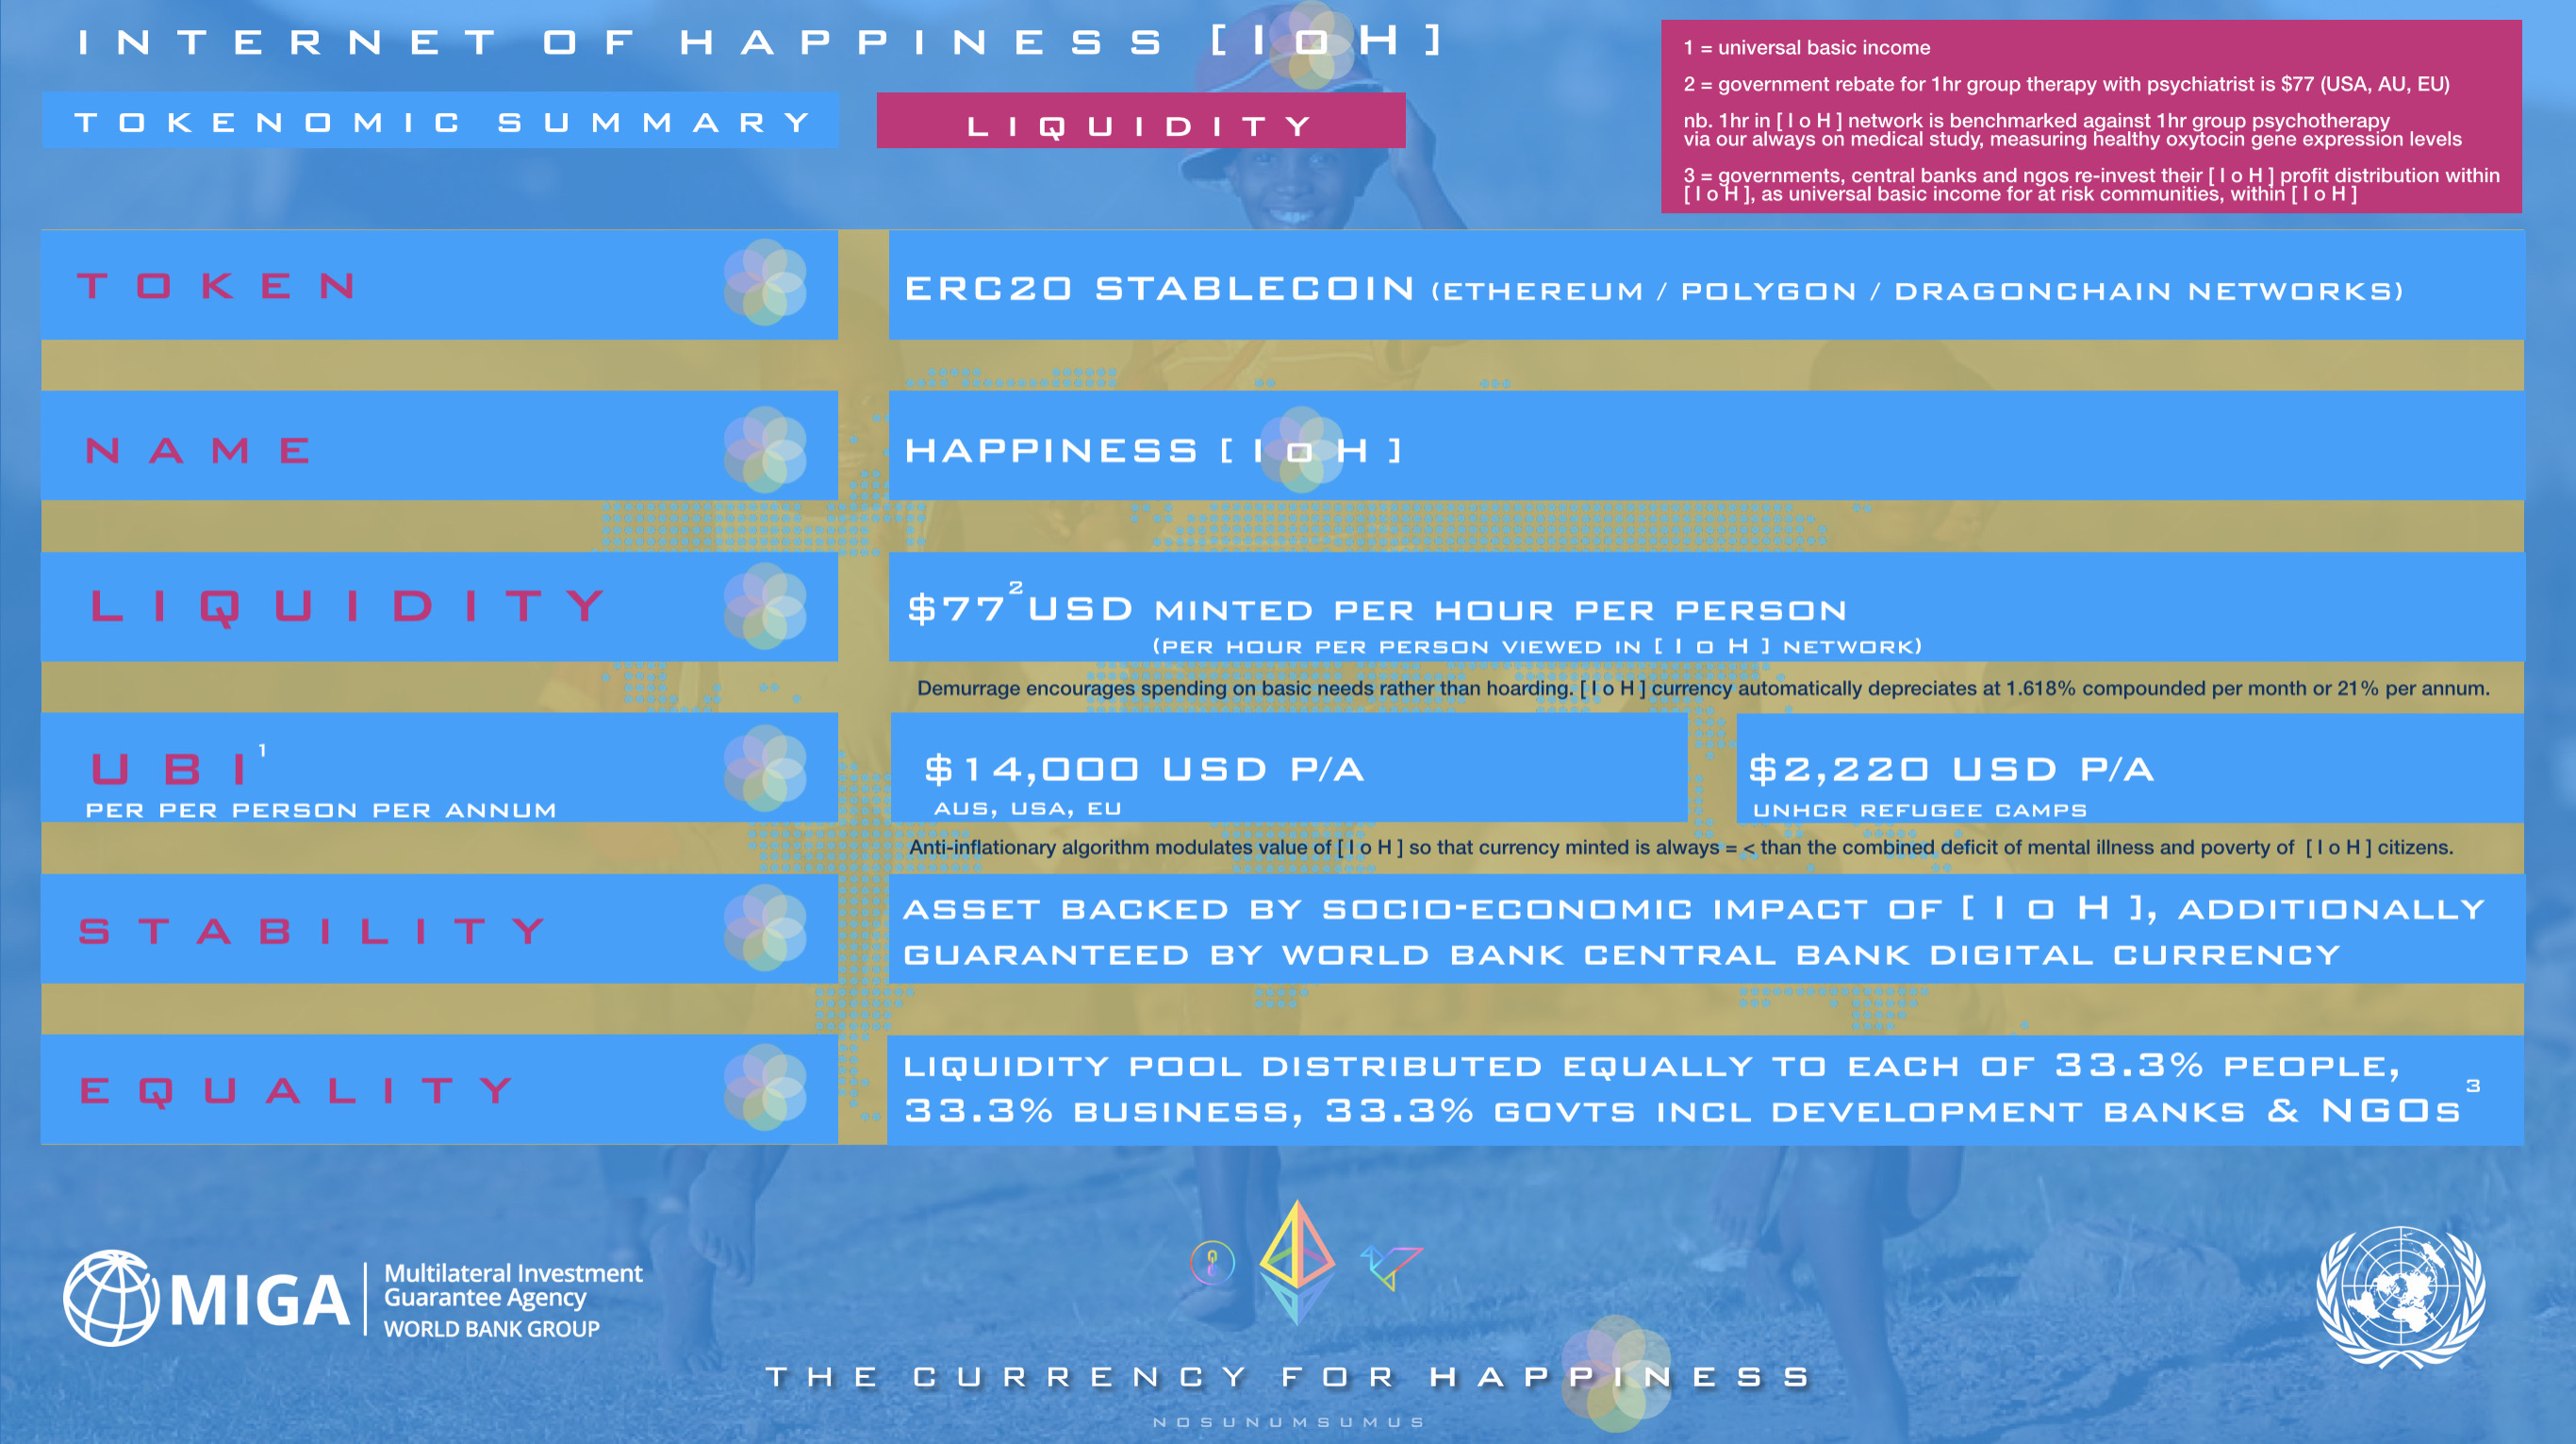 INTERNET OF HAPPINESS [ I o H ]
TOKENOMIC SUMMARY
LIQUIDITY
1 = universal basic income
2 = government rebate for 1hr group therapy with psychiatrist is $77 (USA, AU, EU)
nb. 1hr in [ I o H ] network is benchmarked against 1hr group psychotherapy
via our always on medical study, measuring healthy oxytocin gene expression levels
3 = governments, central banks and ngos re-invest their [ I o H ] profit distribution within
[ I o H ], as universal basic income for at risk communities, within [ I o H ]
TOKEN
ERC20 STABLECOIN (ETHEREUM / POLYGON / DRAGONCHAIN NETWORKS)
NAME
HAPPINESS [ I o H ]
LIQUIDITY
$77² USD MINTED PER HOUR PER PERSON
(PER HOUR PER PERSON VIEWED IN [ I o H ] NETWORK)
Demurrage encourages spending on basic needs rather than hoarding. [ I o H ] currency automatically depreciates at 1.618% compounded per month or 21% per annum.
UBI¹
PER PER PERSON PER ANNUM
$14,000 USD P/A
AUS, USA, EU
$2,220 USD P/A
UNHCR REFUGEE CAMPS
Anti-inflationary algorithm modulates value of [ I o H ] so that currency minted is always = < than the combined deficit of mental illness and poverty of [ I o H ] citizens.
STABILITY
ASSET BACKED BY SOCIO-ECONOMIC IMPACT OF [ I o H ], ADDITIONALLY
GUARANTEED BY WORLD BANK CENTRAL BANK DIGITAL CURRENCY
EQUALITY
LIQUIDITY POOL DISTRIBUTED EQUALLY TO EACH OF 33.3% PEOPLE,
33.3% BUSINESS, 33.3% GOVTS INCL DEVELOPMENT BANKS & NGOs³
MIGA
Multilateral Investment
Guarantee Agency
WORLD BANK GROUP
THE CURRENCY FOR HAPPINESS
NOSUNUMSUMUS